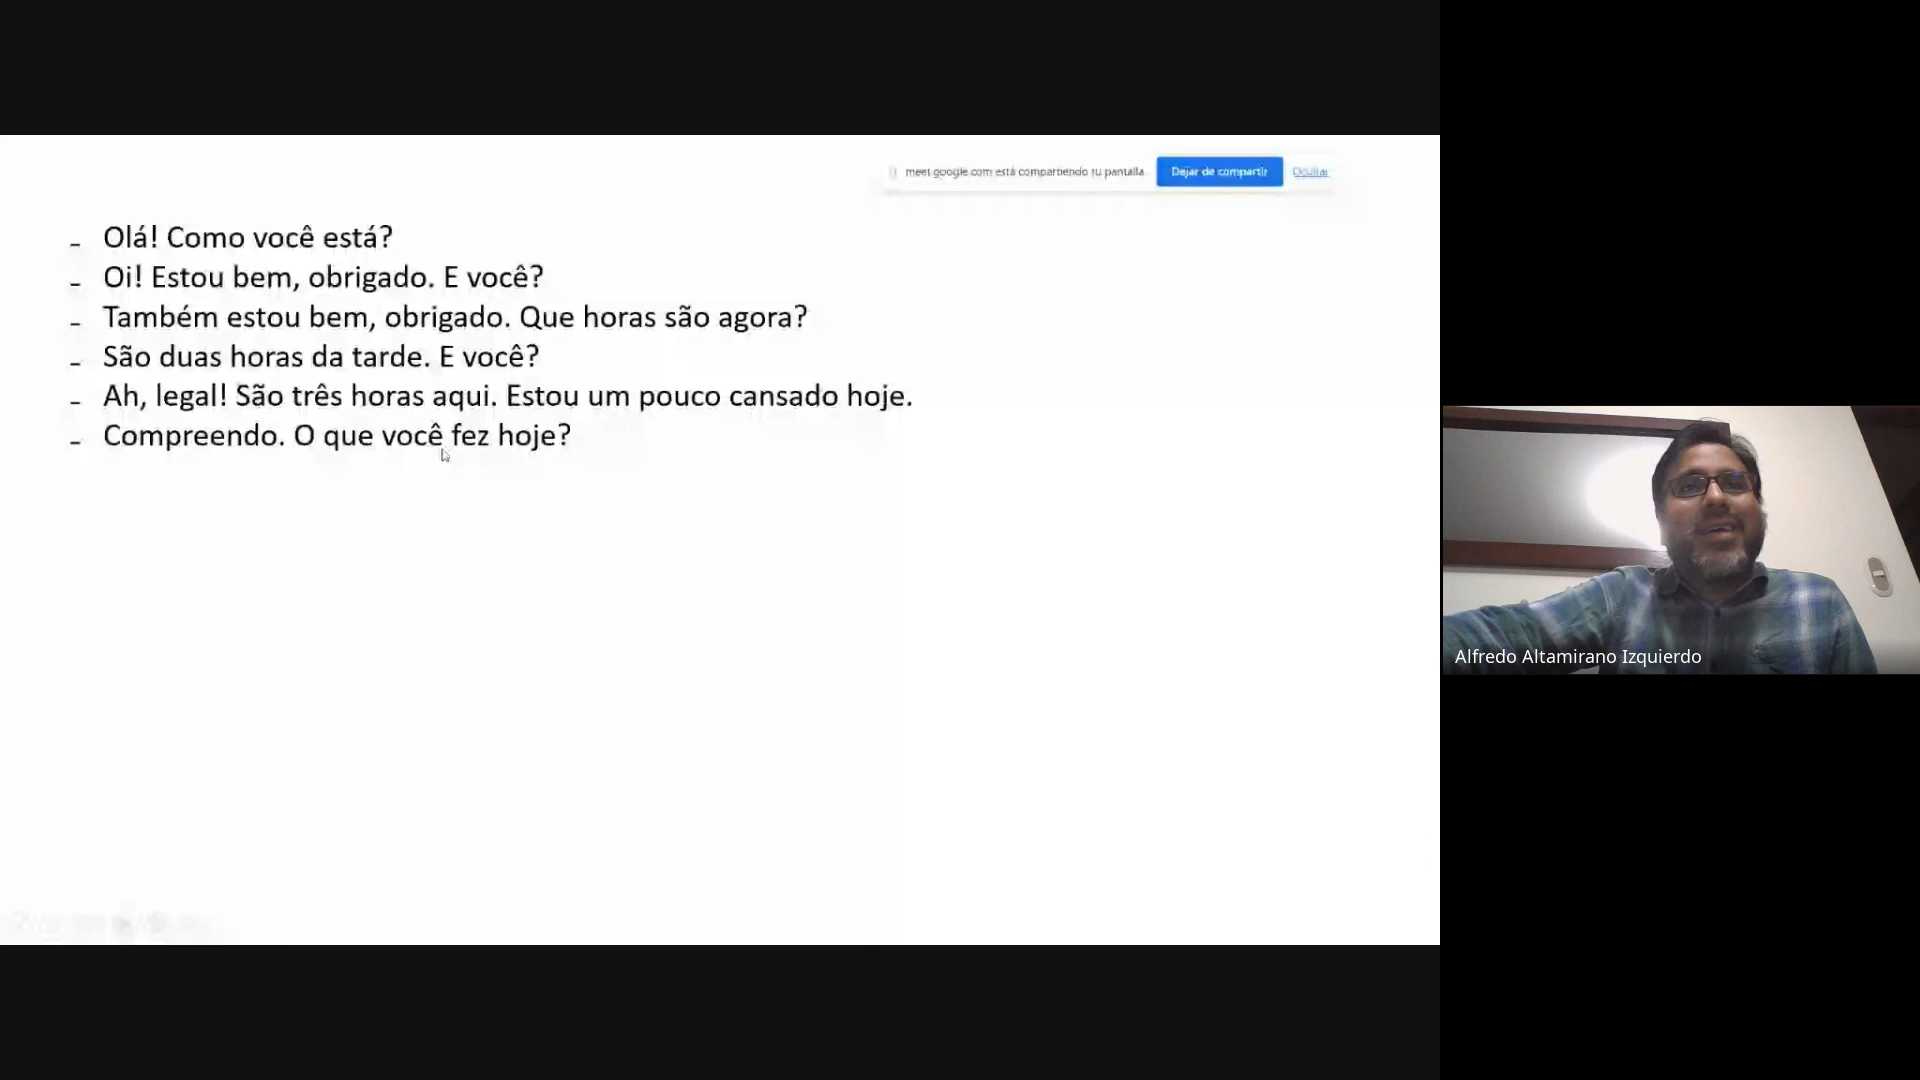 meet.google.com está compartiendo tu pantalla.
Dejar de compartir
Ocultar
- Olá! Como você está?
- Oi! Estou bem, obrigado. E você?
- Também estou bem, obrigado. Que horas são agora?
- São duas horas da tarde. E você?
- Ah, legal! São três horas aqui. Estou um pouco cansado hoje.
- Compreendo. O que você fez hoje?
Alfredo Altamirano Izquierdo